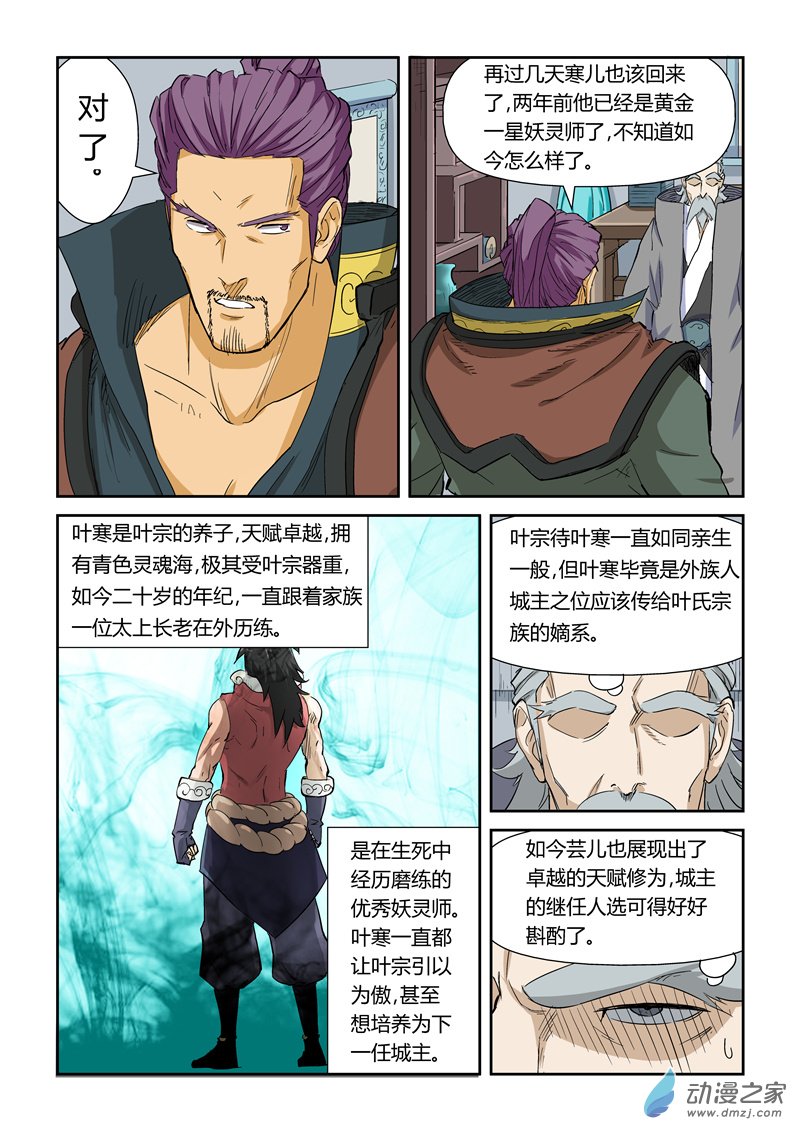 对
了。
再过几天寒儿也该回来
了,两年前他已经是黄金
一星妖灵师了,不知道如
今怎么样了。
叶寒是叶宗的养子,天赋卓越,拥
有青色灵魂海,极其受叶宗器重,
如今二十岁的年纪,一直跟着家族
一位太上长老在外历练。
是在生死中
经历磨练的
优秀妖灵师。
叶寒一直都
让叶宗引以
为傲,甚至
想培养为下
一任城主。
叶宗待叶寒一直如同亲生
一般,但叶寒毕竟是外族人
城主之位应该传给叶氏宗
族的嫡系。
如今芸儿也展现出了
卓越的天赋修为,城主
的继任人选可得好好
斟酌了。
动漫之家
www.dmzj.com